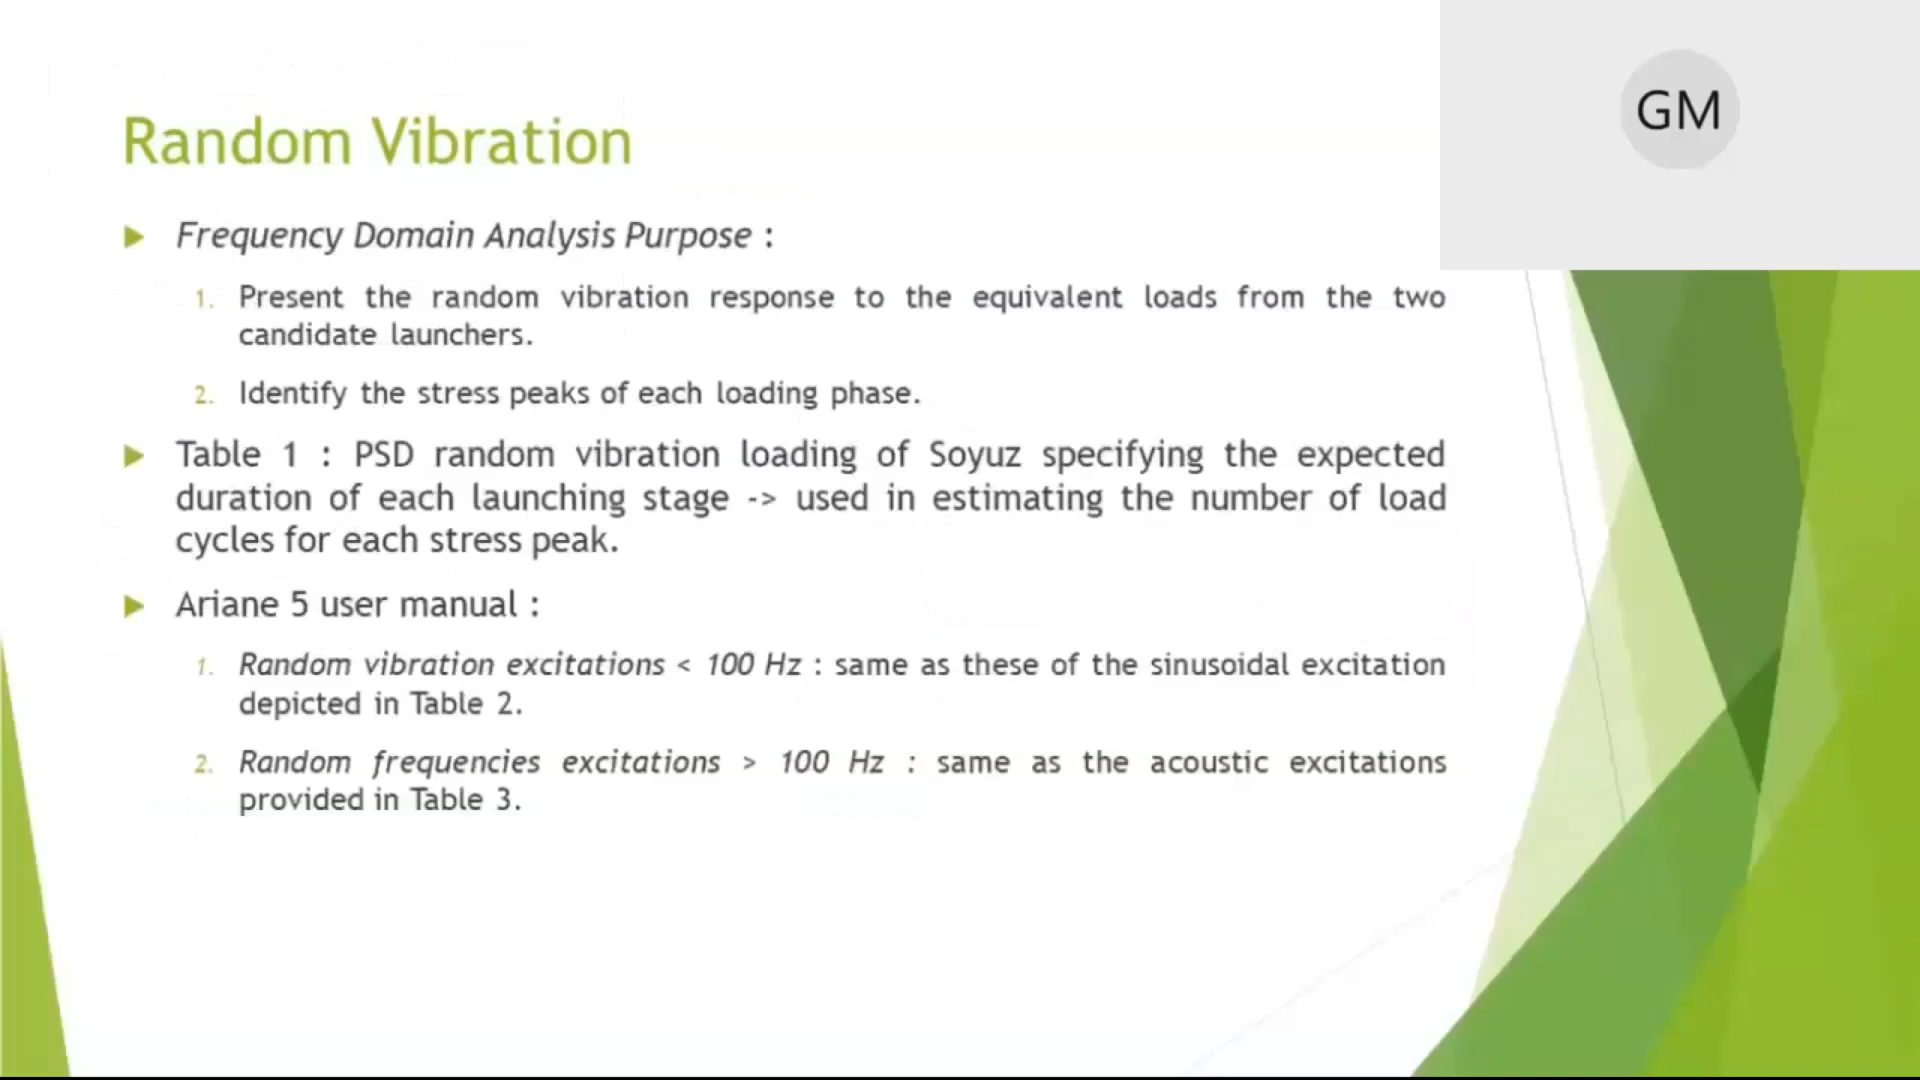 GM
Random Vibration
Frequency Domain Analysis Purpose :
1. Present the random vibration response to the equivalent loads from the two
candidate launchers.
2. Identify the stress peaks of each loading phase.
Table 1 : PSD random vibration loading of Soyuz specifying the expected
duration of each launching stage -> used in estimating the number of load
cycles for each stress peak.
Ariane 5 user manual :
1. Random vibration excitations < 100 Hz : same as these of the sinusoidal excitation
depicted in Table 2.
2. Random frequencies excitations > 100 Hz : same as the acoustic excitations
provided in Table 3.